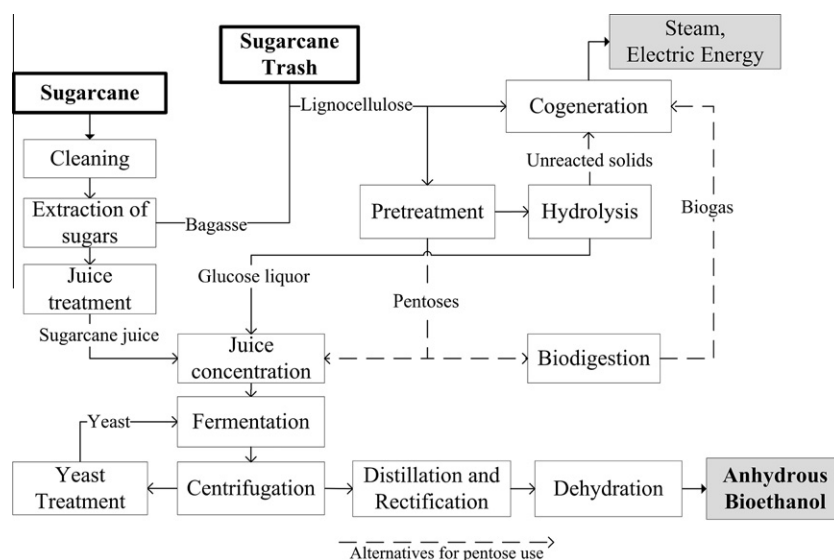 Steam,
Electric Energy
Sugarcane
Trash
Sugarcane
Lignocellulose
Cogeneration
Cleaning
Unreacted solids
Extraction of
sugars
Bagasse
Pretreatment
Hydrolysis
Biogas
Juice
treatment
Glucose liquor
Pentoses
Sugarcane juice
Juice
concentration
Biodigestion
Yeast
Fermentation
Yeast
Treatment
Centrifugation
Distillation and
Rectification
Dehydration
Anhydrous
Bioethanol
Alternatives for pentose use